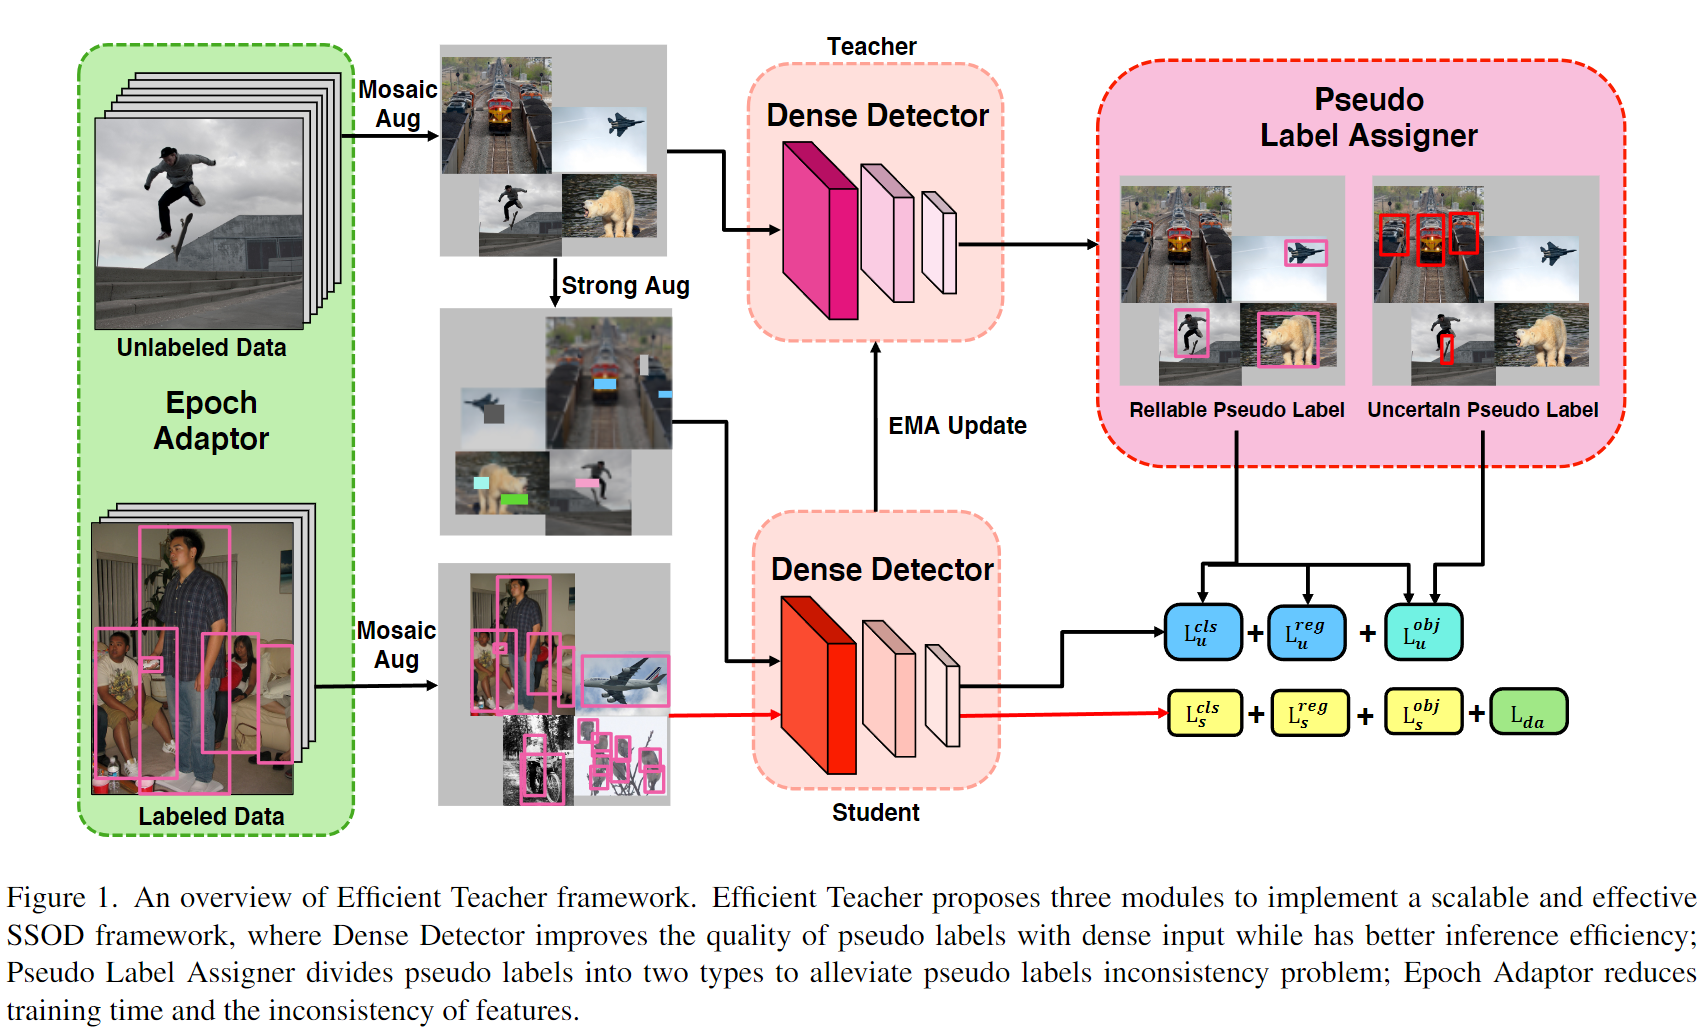 Teacher
Mosaic
Aug
Dense Detector
Pseudo
Label Assigner
Strong Aug
Unlabeled Data
Epoch
Adaptor
EMA Update
Rellable Pseudo Label
Uncertaln Pseudo Label
Dense Detector
Mosaic
Aug
L_u^cls + L_u^reg + L_u^obj
L_s^cls + L_s^reg + L_s^obj + L_da
Labeled Data
Student
Figure 1. An overview of Efficient Teacher framework. Efficient Teacher proposes three modules to implement a scalable and effective
SSOD framework, where Dense Detector improves the quality of pseudo labels with dense input while has better inference efficiency;
Pseudo Label Assigner divides pseudo labels into two types to alleviate pseudo labels inconsistency problem; Epoch Adaptor reduces
training time and the inconsistency of features.